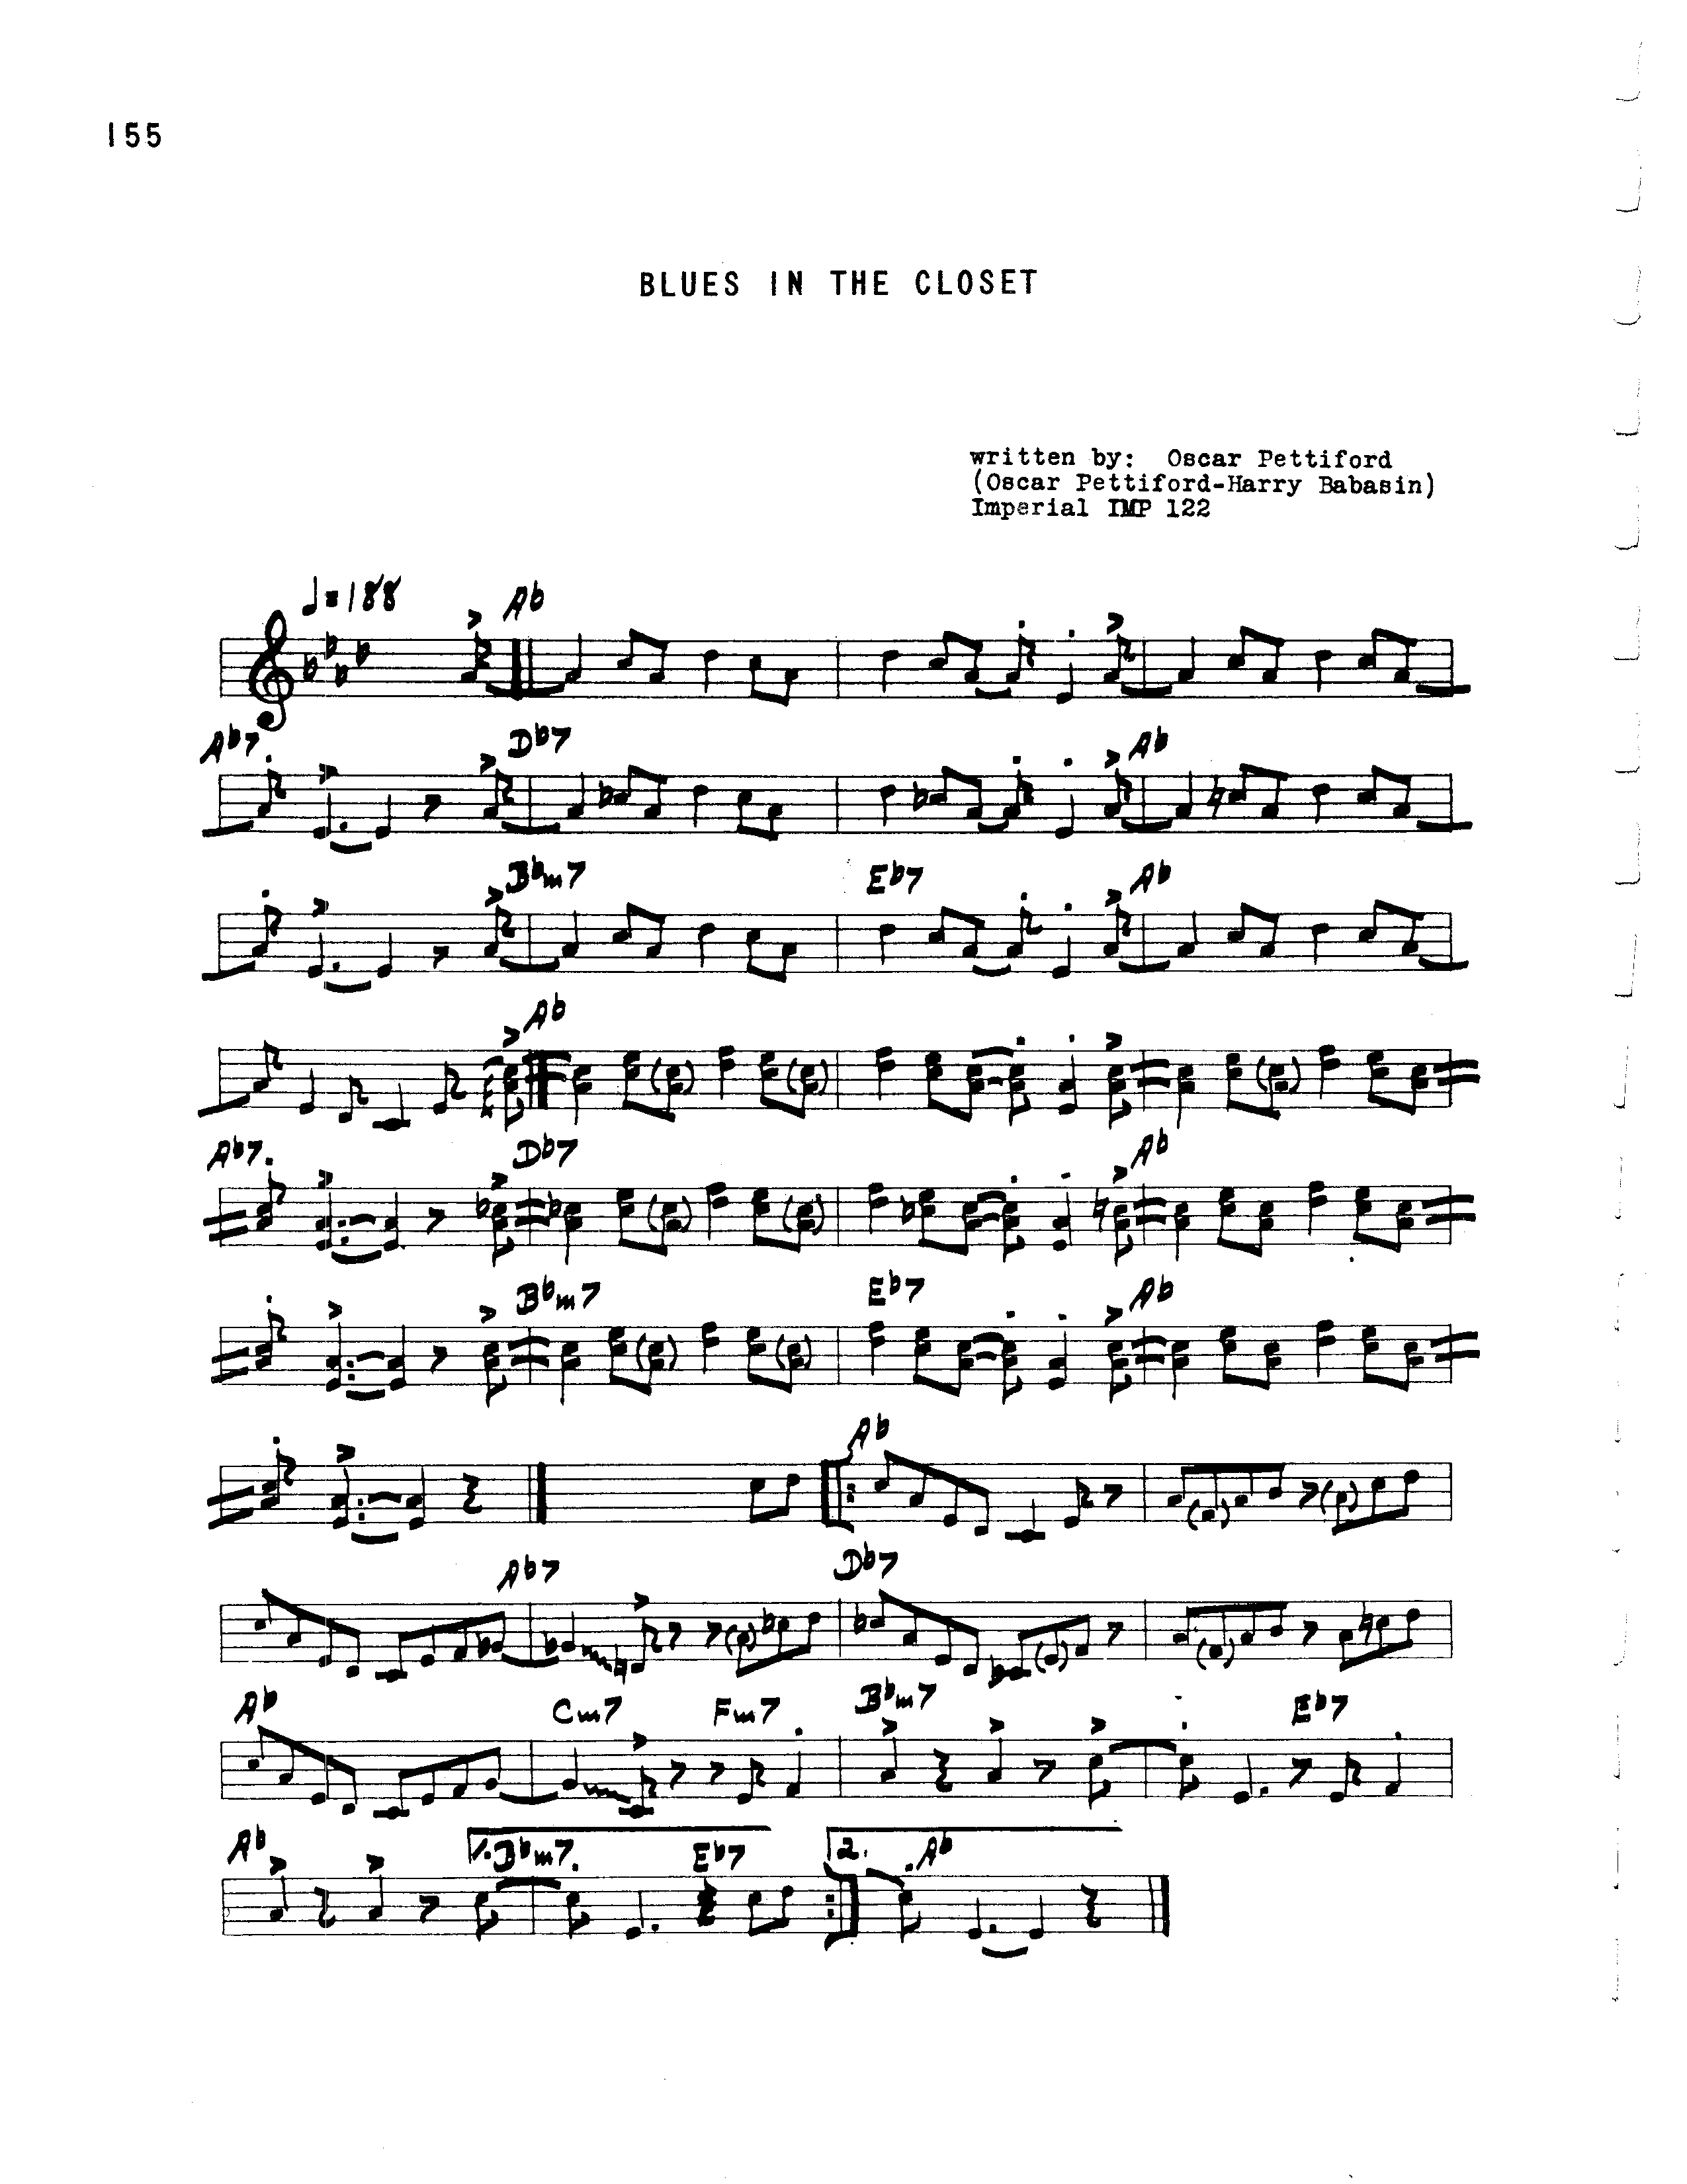 155
BLUES IN THE CLOSET
written by: Oscar Pettiford
(Oscar Pettiford-Harry Babasin)
Imperial IMP 122
♩=188 Ab
Ab7 Db7 Ab
Bbm7 Eb7 Ab
Ab
Ab7 Db7 Ab
Bbm7 Eb7 Ab
Ab
Ab7 Db7
Ab Cm7 Fm7 Bbm7 Eb7
Ab 1. Bbm7 Eb7 2. Ab